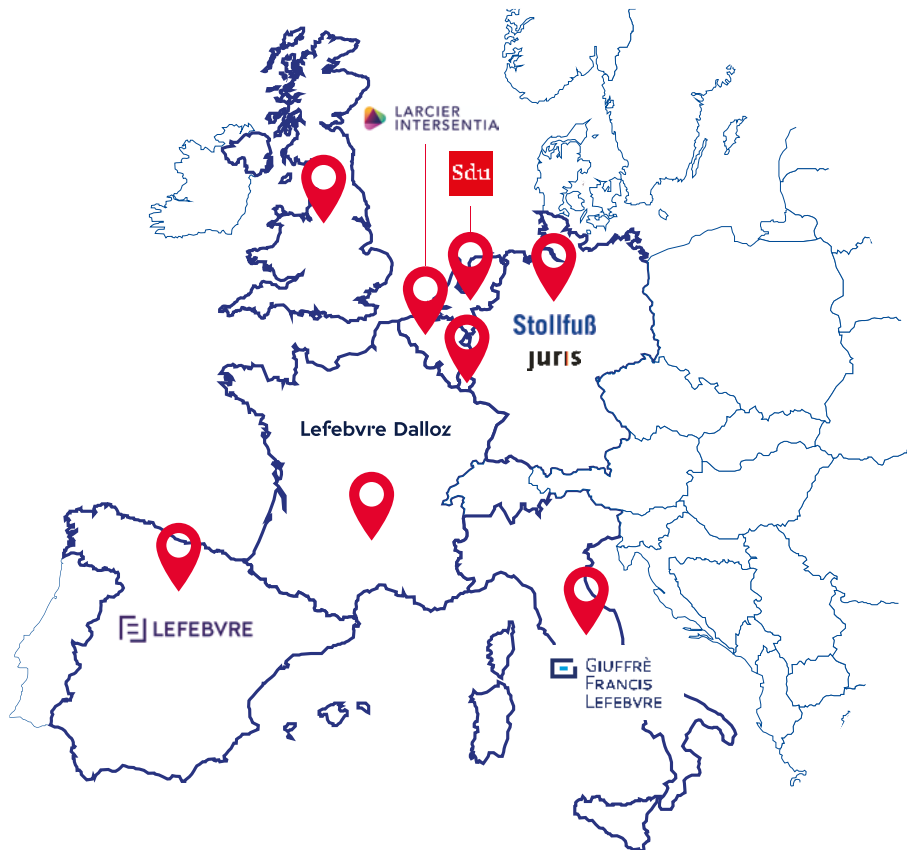 LARCIER
INTERSENTIA
Sdu
Stollfuß
juris
Lefebvre Dalloz
LEFEBVRE
GIUFFRÈ
FRANCIS
LEFEBVRE